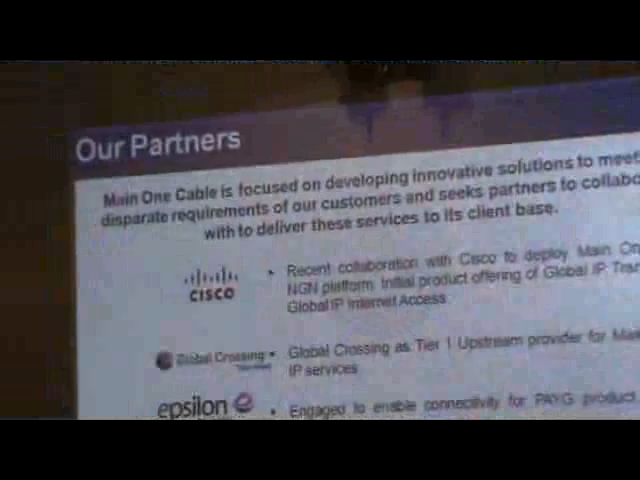 Our Partners
Main One Cable is focused on developing innovative solutions to meet
disparate requirements of our customers and seeks partners to collabo
with to deliver these services to its client base.
CISCO
• Recent collaboration with Cisco to deploy Main On
NGN platform. Initial product offering of Global IP Tran
Global IP Internet Access
Global Crossing
• Global Crossing as Tier 1 Upstream provider for Mai
IP services
epsilon
• Engaged to enable connectivity for PAYG product